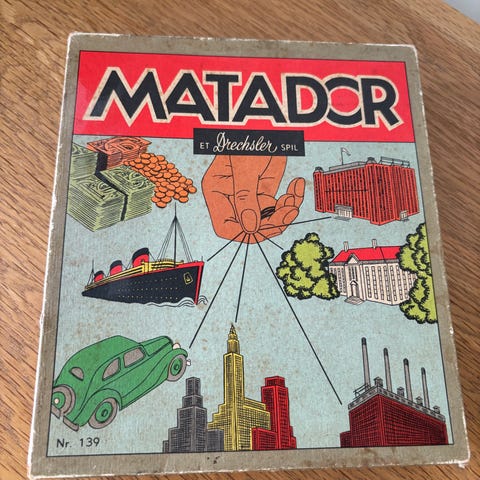 MATADOR
ET Drechsler SPIL
Nr. 139